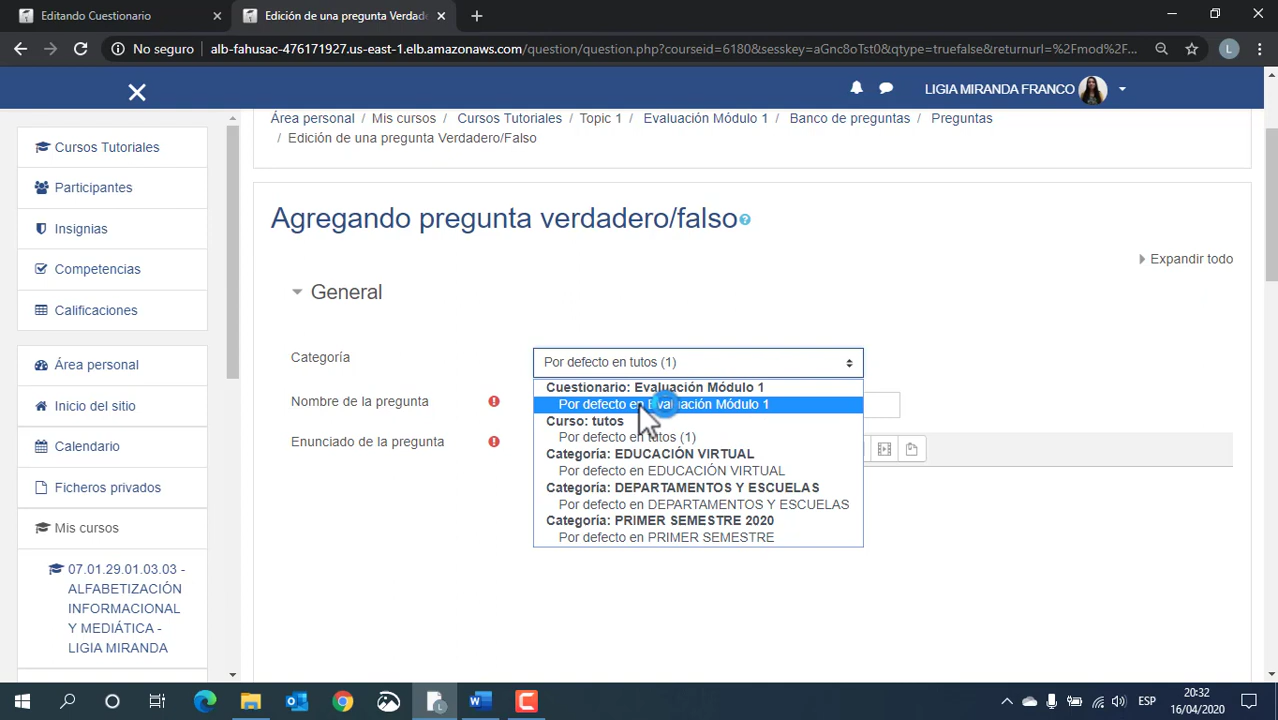 Editando Cuestionario
Edición de una pregunta Verdad
No seguro
alb-fahusac-476171927.us-east-1.elb.amazonaws.com/question/question.php?courseid=6180&sesskey=aGnc8oTst0&qtype=truefalse&returnurl=%2Fmod%2F...
L
LIGIA MIRANDA FRANCO
Cursos Tutoriales
Participantes
Insignias
Competencias
Calificaciones
Área personal
Inicio del sitio
Calendario
Ficheros privados
Mis cursos
07.01.29.01.03.03 -
ALFABETIZACIÓN
INFORMACIONAL
Y MEDIÁTICA -
LIGIA MIRANDA
Área personal / Mis cursos / Cursos Tutoriales / Topic 1 / Evaluación Módulo 1 / Banco de preguntas / Preguntas
/ Edición de una pregunta Verdadero/Falso
Agregando pregunta verdadero/falso
Expandir todo
General
Categoría
Por defecto en tutos (1)
Nombre de la pregunta
Enunciado de la pregunta
Cuestionario: Evaluación Módulo 1
Por defecto en Evaluación Módulo 1
Curso: tutos
Por defecto en tutos (1)
Categoría: EDUCACIÓN VIRTUAL
Por defecto en EDUCACIÓN VIRTUAL
Categoría: DEPARTAMENTOS Y ESCUELAS
Por defecto en DEPARTAMENTOS Y ESCUELAS
Categoría: PRIMER SEMESTRE 2020
Por defecto en PRIMER SEMESTRE
ESP
20:32
16/04/2020